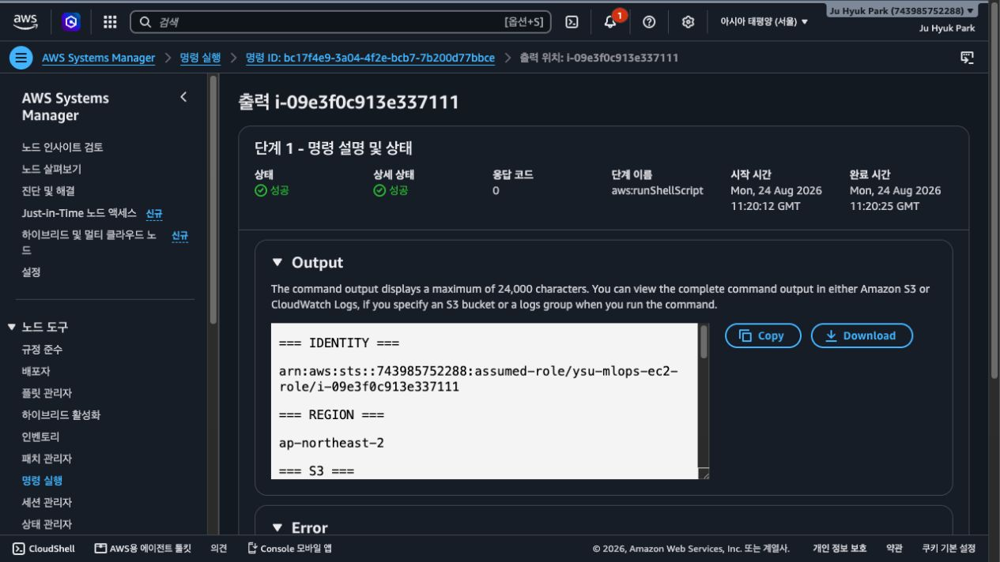 aws
검색
[옵션+S]
1
아시아 태평양 (서울) ▼
Ju Hyuk Park (743985752288) ▼
Ju Hyuk Park
AWS Systems Manager > 명령 실행 > 명령 ID: bc17f4e9-3a04-4f2e-bcb7-7b200d77bbce > 출력 위치: i-09e3f0c913e337111
AWS Systems
Manager
노드 인사이트 검토
노드 살펴보기
진단 및 해결
Just-in-Time 노드 액세스 신규
하이브리드 및 멀티 클라우드 노 신규
드
설정
▼ 노드 도구
규정 준수
배포자
플릿 관리자
하이브리드 활성화
인벤토리
패치 관리자
명령 실행
세션 관리자
상태 관리자
출력 i-09e3f0c913e337111
단계 1 - 명령 설명 및 상태
상태
성공
상세 상태
성공
응답 코드
0
단계 이름
aws:runShellScript
시작 시간
Mon, 24 Aug 2026
11:20:12 GMT
완료 시간
Mon, 24 Aug 2026
11:20:25 GMT
▼ Output
The command output displays a maximum of 24,000 characters. You can view the complete command output in either Amazon S3 or
CloudWatch Logs, if you specify an S3 bucket or a logs group when you run the command.
=== IDENTITY ===
arn:aws:sts::743985752288:assumed-role/ysu-mlops-ec2-
role/i-09e3f0c913e337111
=== REGION ===
ap-northeast-2
=== S3 ===
Copy
Download
▼ Error
CloudShell
AWS용 에이전트 툴킷
의견
Console 모바일 앱
© 2026, Amazon Web Services, Inc. 또는 계열사.
개인 정보 보호
약관
쿠키 기본 설정